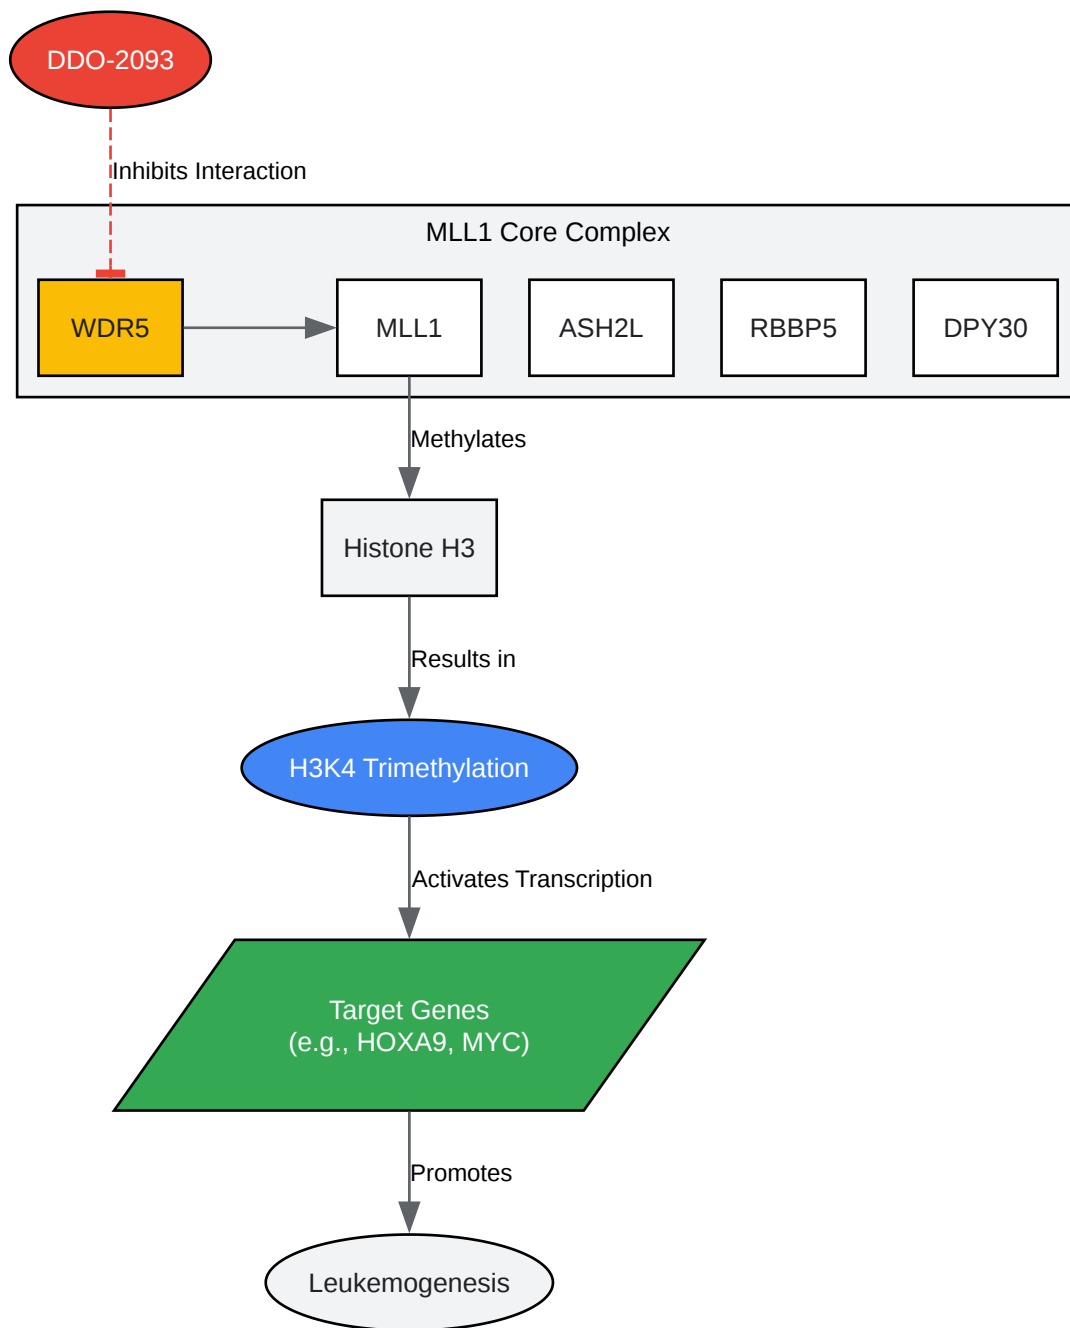 DDO-2093
Inhibits Interaction
MLL1 Core Complex
WDR5
MLL1
ASH2L
RBBP5
DPY30
Methylates
Histone H3
Results in
H3K4 Trimethylation
Activates Transcription
Target Genes
(e.g., HOXA9, MYC)
Promotes
Leukemogenesis